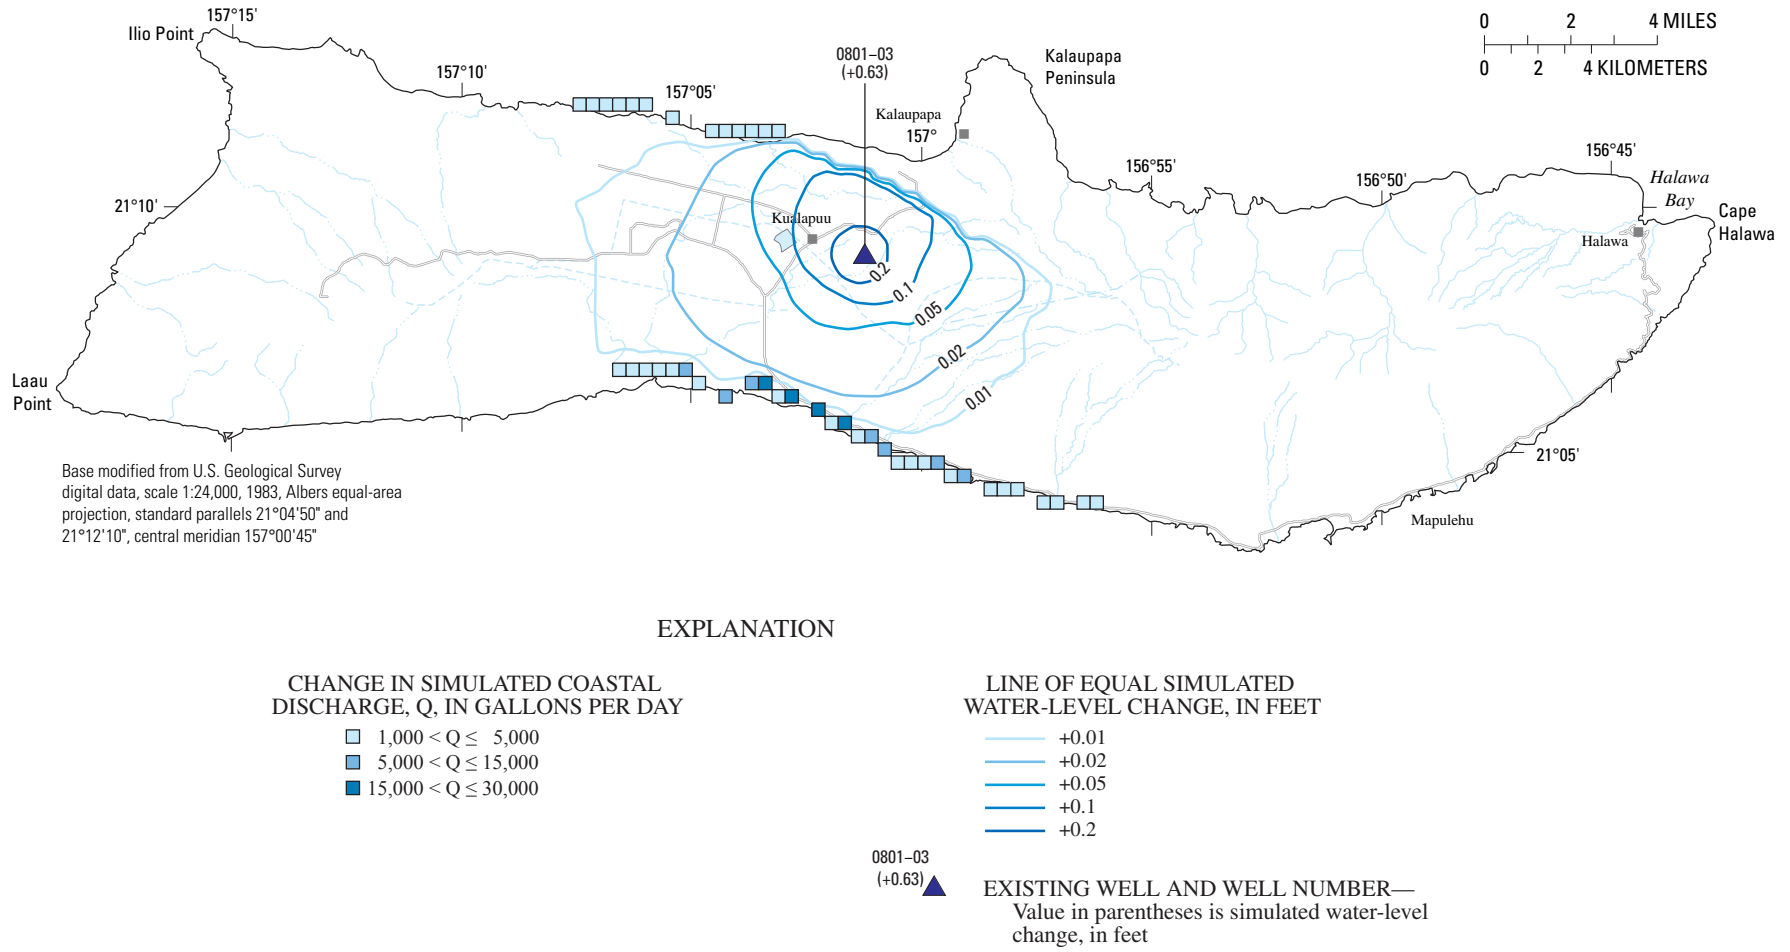 157°15'
Ilio Point
157°10'
157°05'
0801–03
(+0.63)
Kalaupapa
157°
Kalaupapa
Peninsula
0 2 4 MILES
0 2 4 KILOMETERS
156°55'
156°50'
156°45'
Halawa
Bay
Cape
Halawa
Halawa
21°10'
Kualapuu
0.2
0.1
0.05
0.02
0.01
Laau
Point
21°05'
Mapulehu
Base modified from U.S. Geological Survey
digital data, scale 1:24,000, 1983, Albers equal-area
projection, standard parallels 21°04'50" and
21°12'10", central meridian 157°00'45"
EXPLANATION
CHANGE IN SIMULATED COASTAL
DISCHARGE, Q, IN GALLONS PER DAY
1,000 < Q ≤ 5,000
5,000 < Q ≤ 15,000
15,000 < Q ≤ 30,000
LINE OF EQUAL SIMULATED
WATER-LEVEL CHANGE, IN FEET
+0.01
+0.02
+0.05
+0.1
+0.2
0801–03
(+0.63)
EXISTING WELL AND WELL NUMBER—
Value in parentheses is simulated water-level
change, in feet